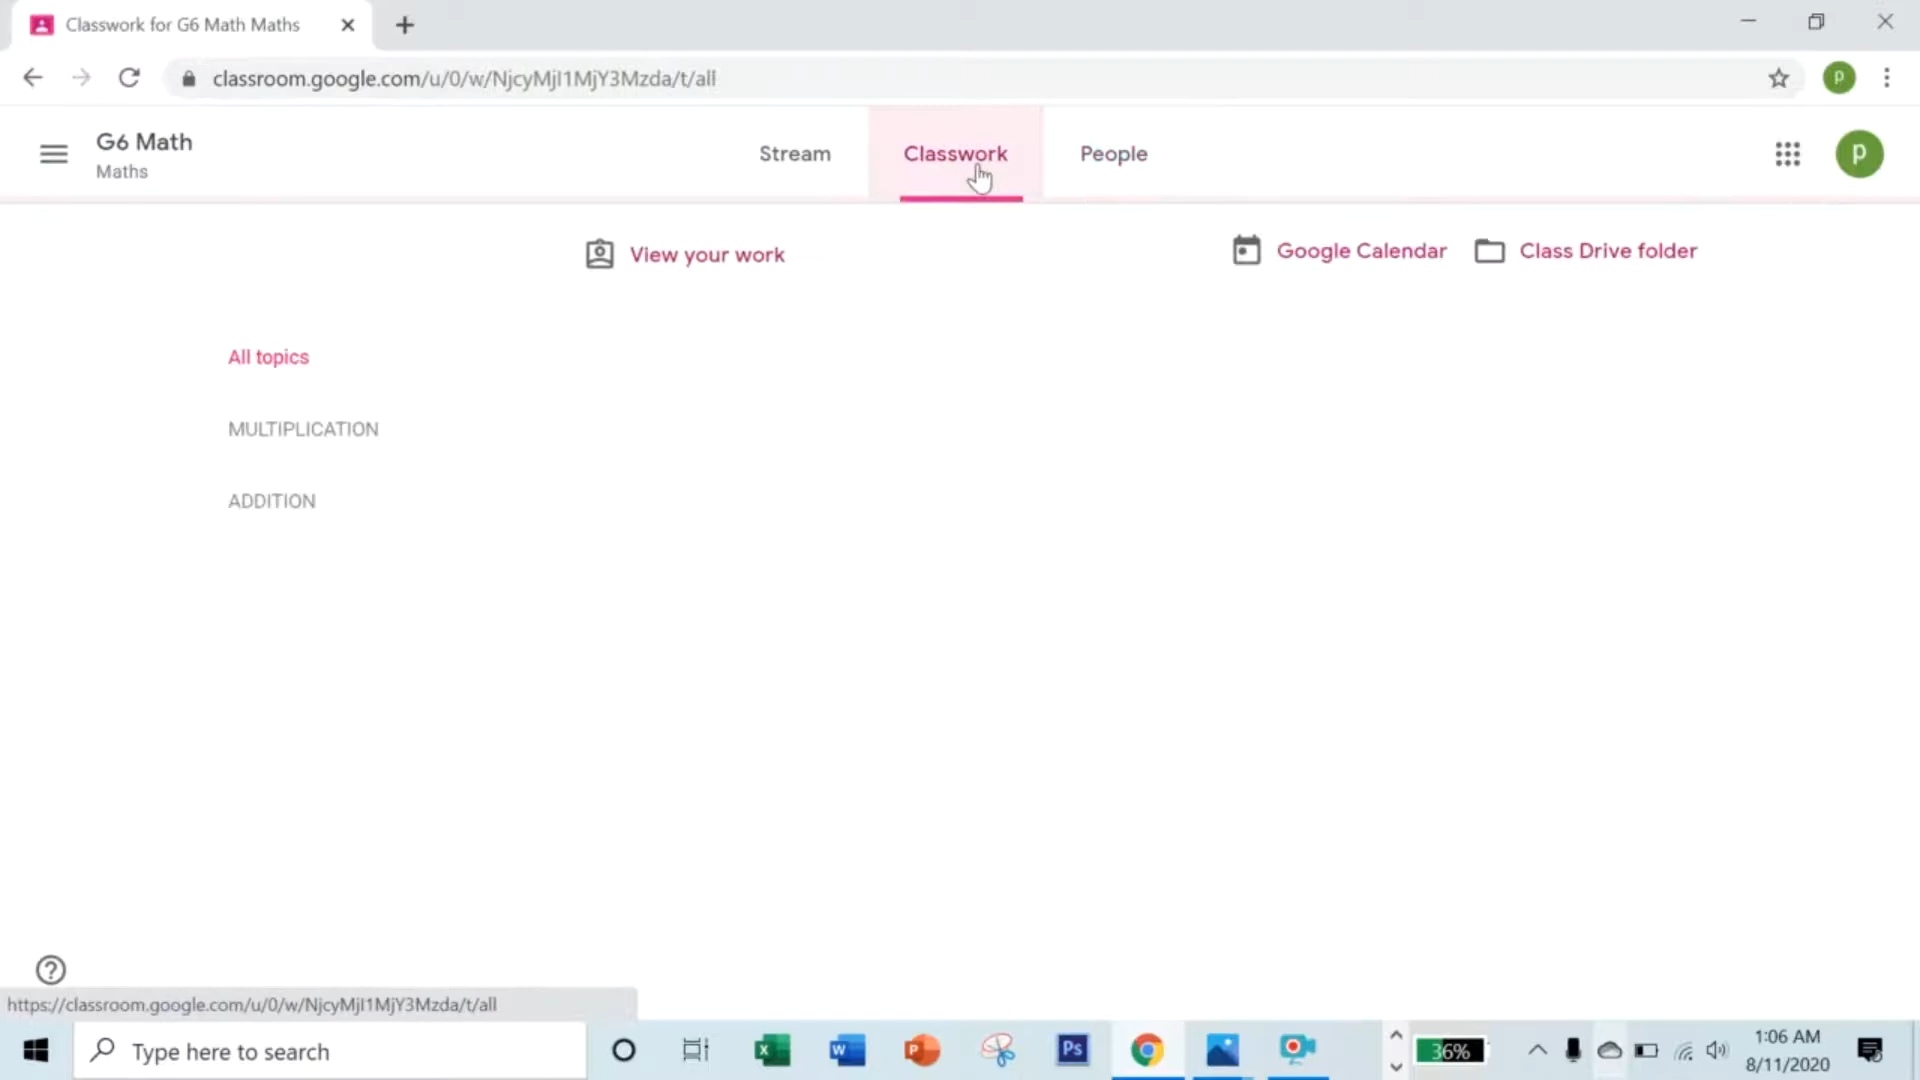 Classwork for G6 Math Maths
classroom.google.com/u/0/w/NjcyMjI1MjY3Mzda/t/all
p
G6 Math
Maths
Stream
Classwork
People
p
View your work
Google Calendar
Class Drive folder
All topics
MULTIPLICATION
ADDITION
https://classroom.google.com/u/0/w/NjcyMjI1MjY3Mzda/t/all
Type here to search
Ps
36%
1:06 AM
8/11/2020